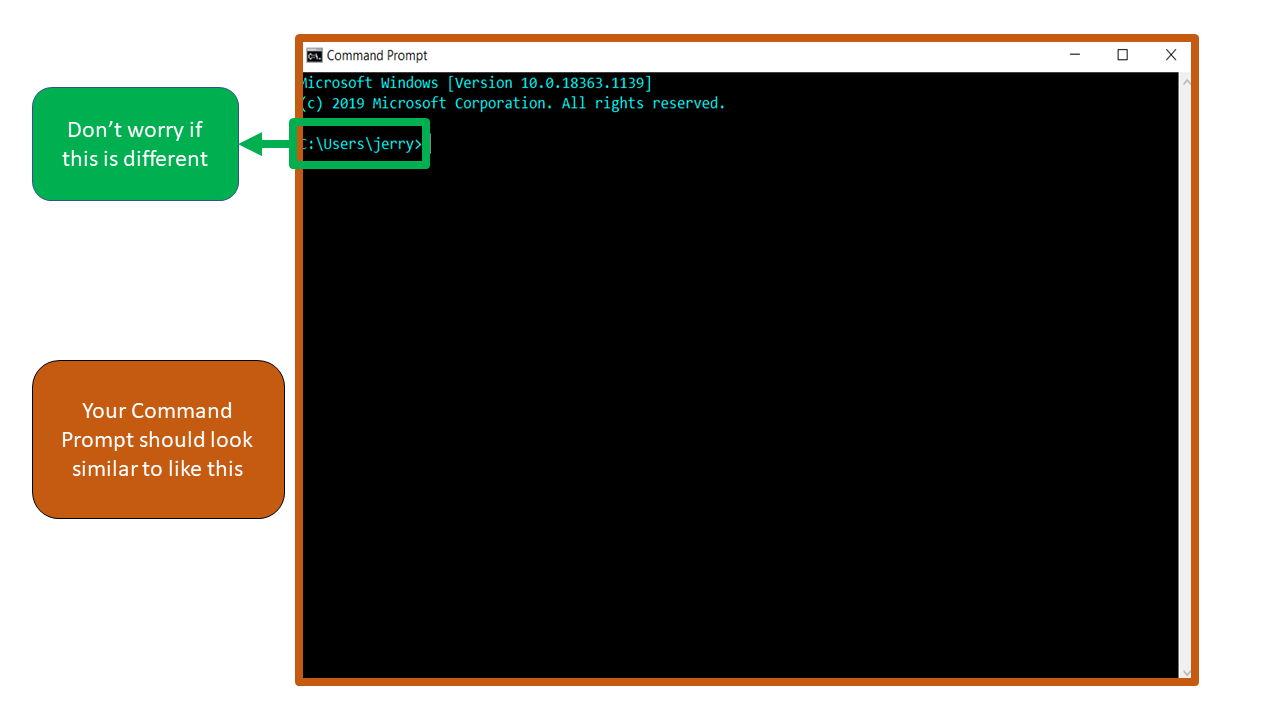 Command Prompt
Microsoft Windows [Version 10.0.18363.1139]
(c) 2019 Microsoft Corporation. All rights reserved.
C:\Users\jerry>
Don’t worry if
this is different
Your Command
Prompt should look
similar to like this